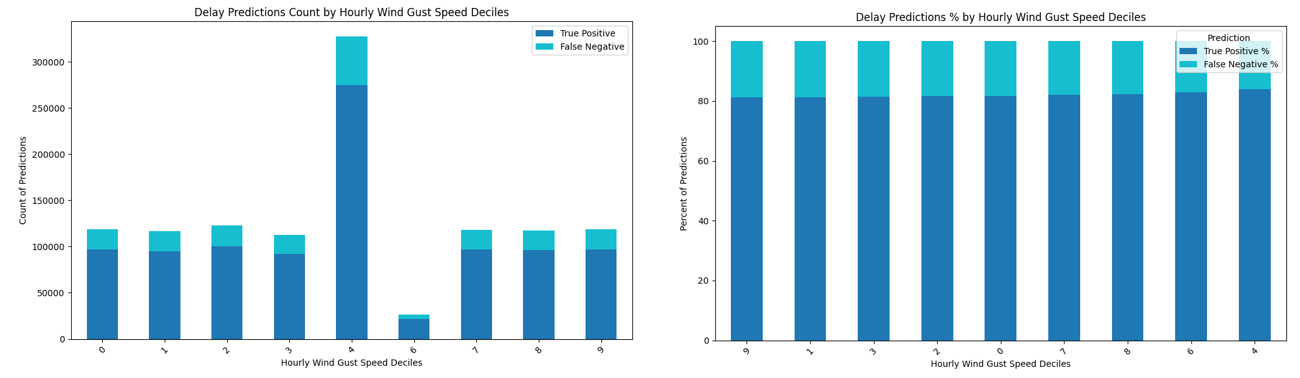 Delay Predictions Count by Hourly Wind Gust Speed Deciles
True Positive
False Negative
300000
250000
200000
150000
100000
50000
0
Count of Predictions
0 1 2 3 4 6 7 8 9
Hourly Wind Gust Speed Deciles
Delay Predictions % by Hourly Wind Gust Speed Deciles
Prediction
True Positive %
False Negative %
100
80
60
40
20
0
Percent of Predictions
9 1 3 2 0 7 8 6 4
Hourly Wind Gust Speed Deciles